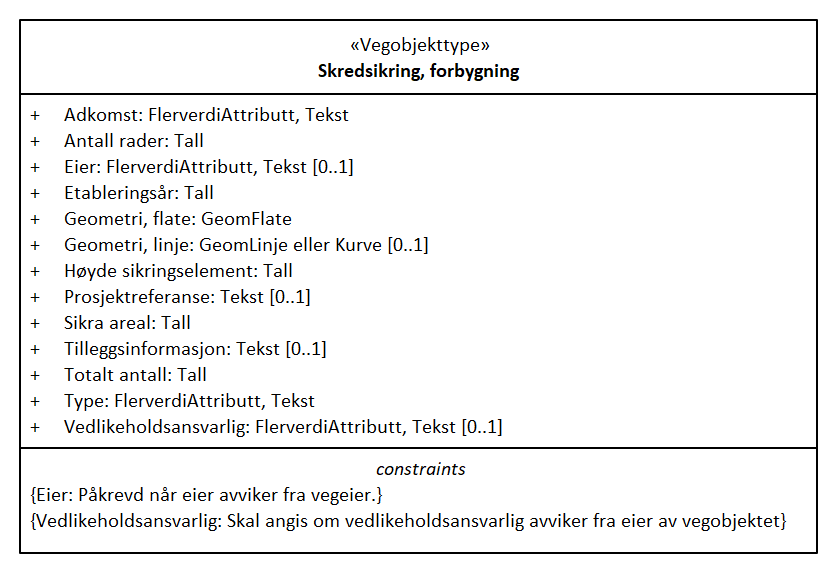 «Vegobjekttype»
Skredsikring, forbygning
+ Adkomst: FlerverdiAttributt, Tekst
+ Antall rader: Tall
+ Eier: FlerverdiAttributt, Tekst [0..1]
+ Etableringsår: Tall
+ Geometri, flate: GeomFlate
+ Geometri, linje: GeomLinje eller Kurve [0..1]
+ Høyde sikringselement: Tall
+ Prosjektreferanse: Tekst [0..1]
+ Sikra areal: Tall
+ Tilleggsinformasjon: Tekst [0..1]
+ Totalt antall: Tall
+ Type: FlerverdiAttributt, Tekst
+ Vedlikeholdsansvarlig: FlerverdiAttributt, Tekst [0..1]
constraints
{Eier: Påkrevd når eier avviker fra vegeier.}
{Vedlikeholdsansvarlig: Skal angis om vedlikeholdsansvarlig avviker fra eier av vegobjektet}